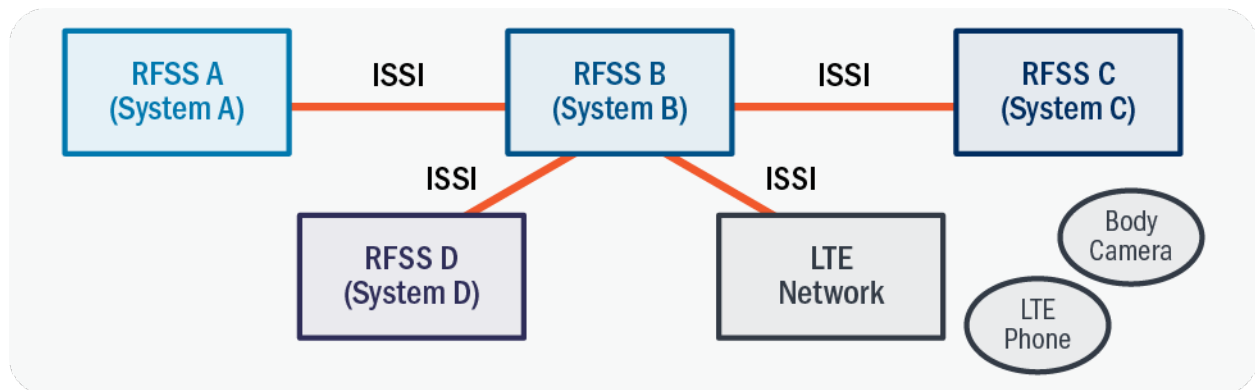 RFSS A
(System A)
ISSI
RFSS B
(System B)
ISSI
RFSS C
(System C)
ISSI
ISSI
RFSS D
(System D)
LTE
Network
Body
Camera
LTE
Phone